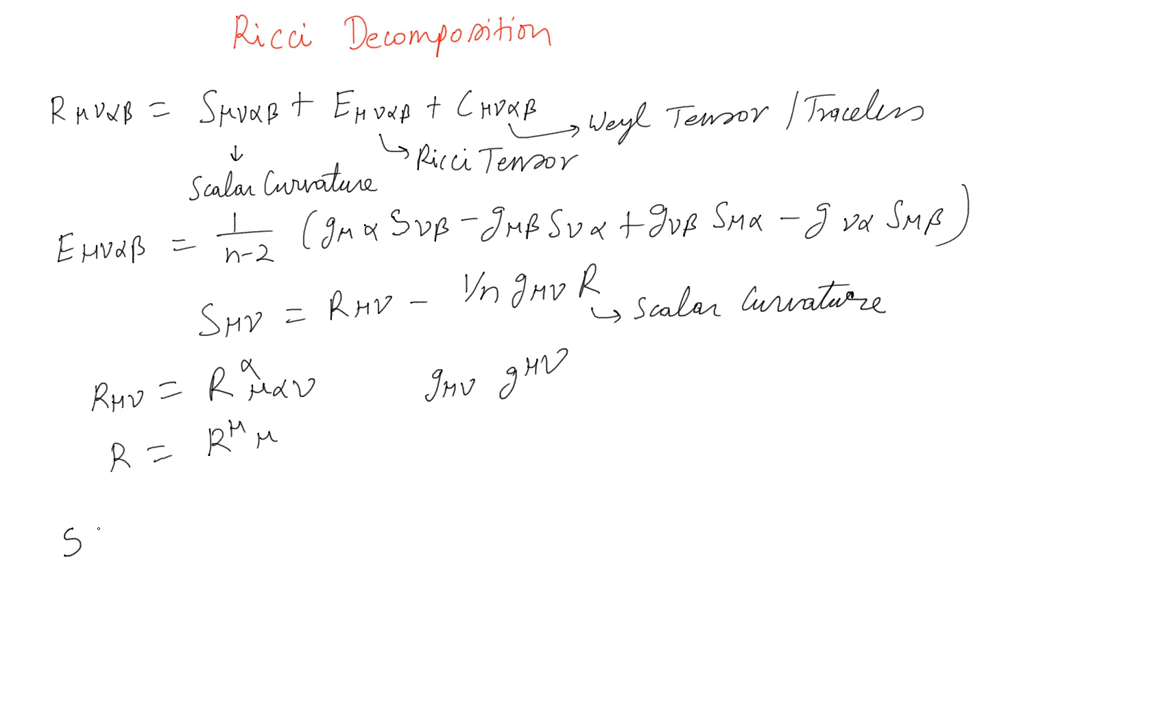 Ricci Decomposition
Rμναβ = Sμναβ + Eμναβ + Cμναβ → Weyl Tensor / Traceless
↓ → Ricci Tensor
Scalar Curvature
Eμναβ = 1/n-2 (gμα Sνβ - gμβ Sνα + gνβ Sμα - gνα Sμβ)
Sμν = Rμν - 1/n gμν R → Scalar Curvature
Rμν = R^α μαν gμν g^μν
R = R^μ μ
S